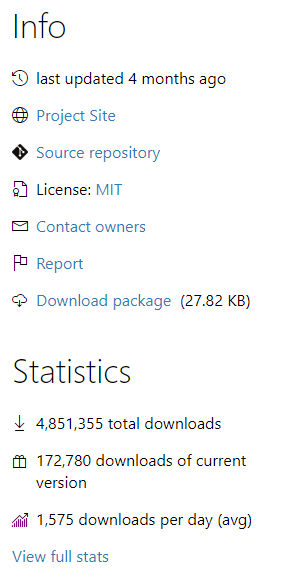 Info
last updated 4 months ago
Project Site
Source repository
License: MIT
Contact owners
Report
Download package (27.82 KB)
Statistics
4,851,355 total downloads
172,780 downloads of current
version
1,575 downloads per day (avg)
View full stats